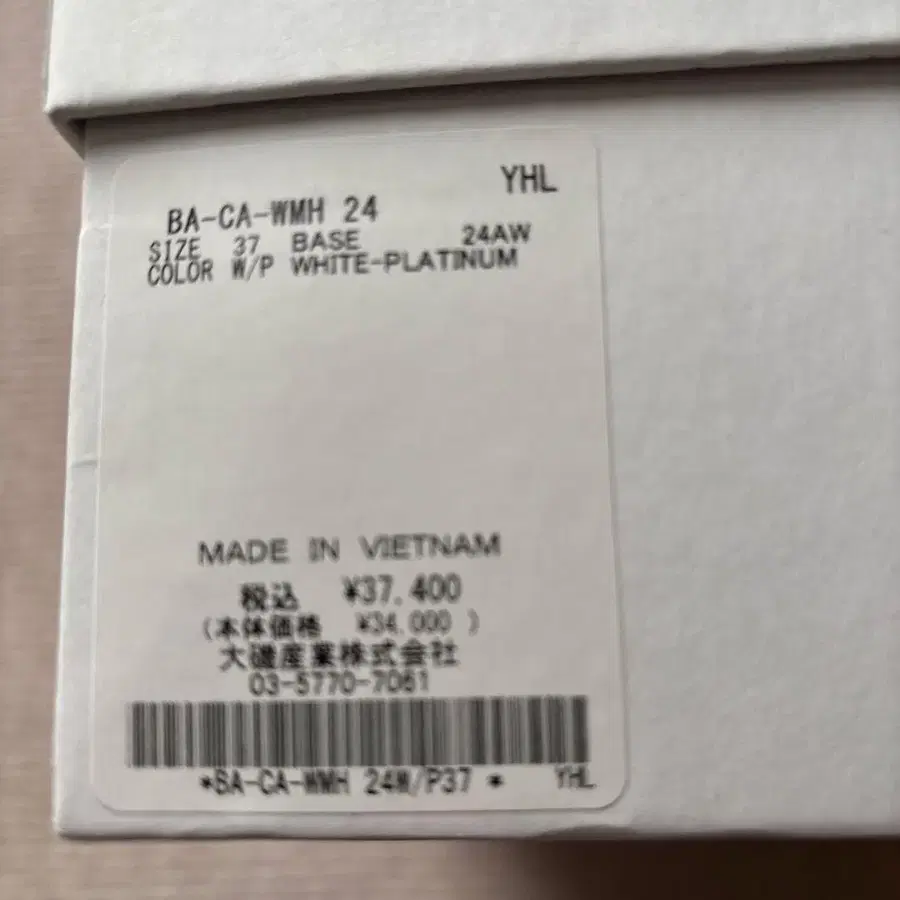 YHL
BA-CA-WMH 24
SIZE 37 BASE 24AW
COLOR W/P WHITE-PLATINUM
MADE IN VIETNAM
税込 ¥37.400
(本体価格 ¥34,000 )
大磯産業株式会社
03-5770-7061
*BA-CA-WMH 24W/P37 * YHL